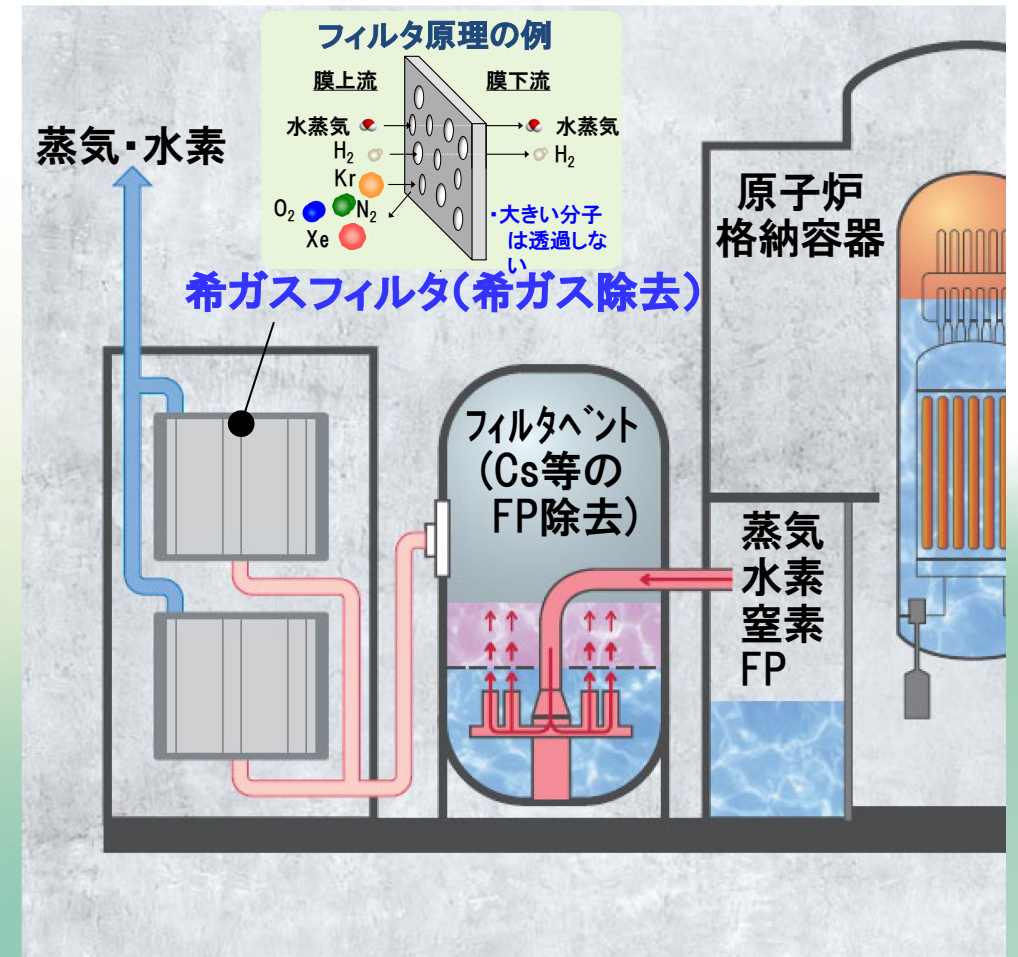 フィルタ原理の例
膜上流 膜下流
水蒸気 水蒸気
H2 H2
Kr
O2 N2
Xe
・大きい分子
は透過しな
い
蒸気・水素
希ガスフィルタ(希ガス除去)
原子炉
格納容器
フィルタベント
(Cs等の
FP除去)
蒸気
水素
窒素
FP